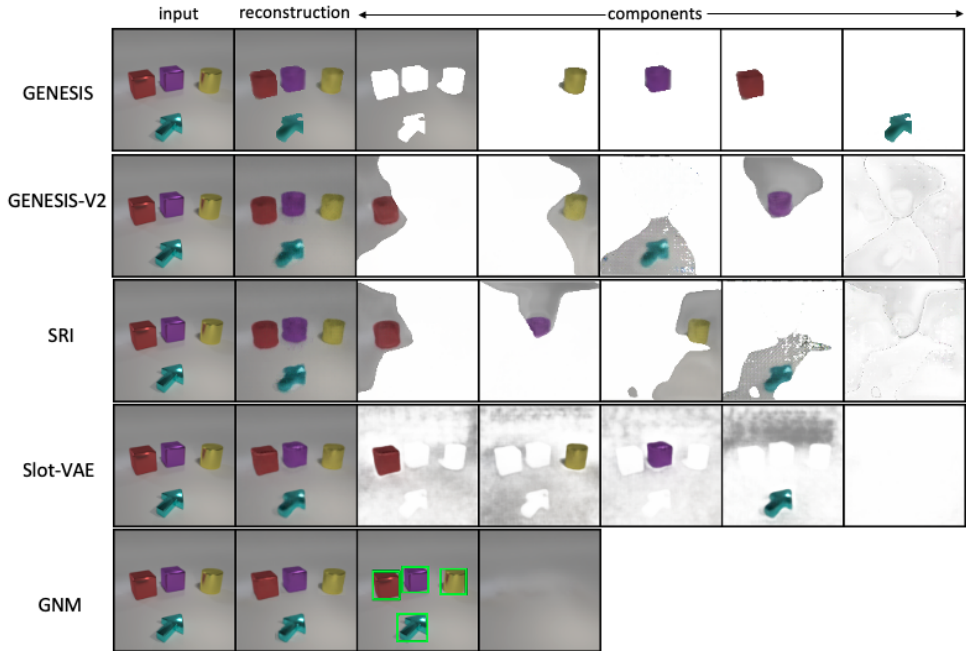 input reconstruction components
GENESIS
GENESIS-V2
SRI
Slot-VAE
GNM